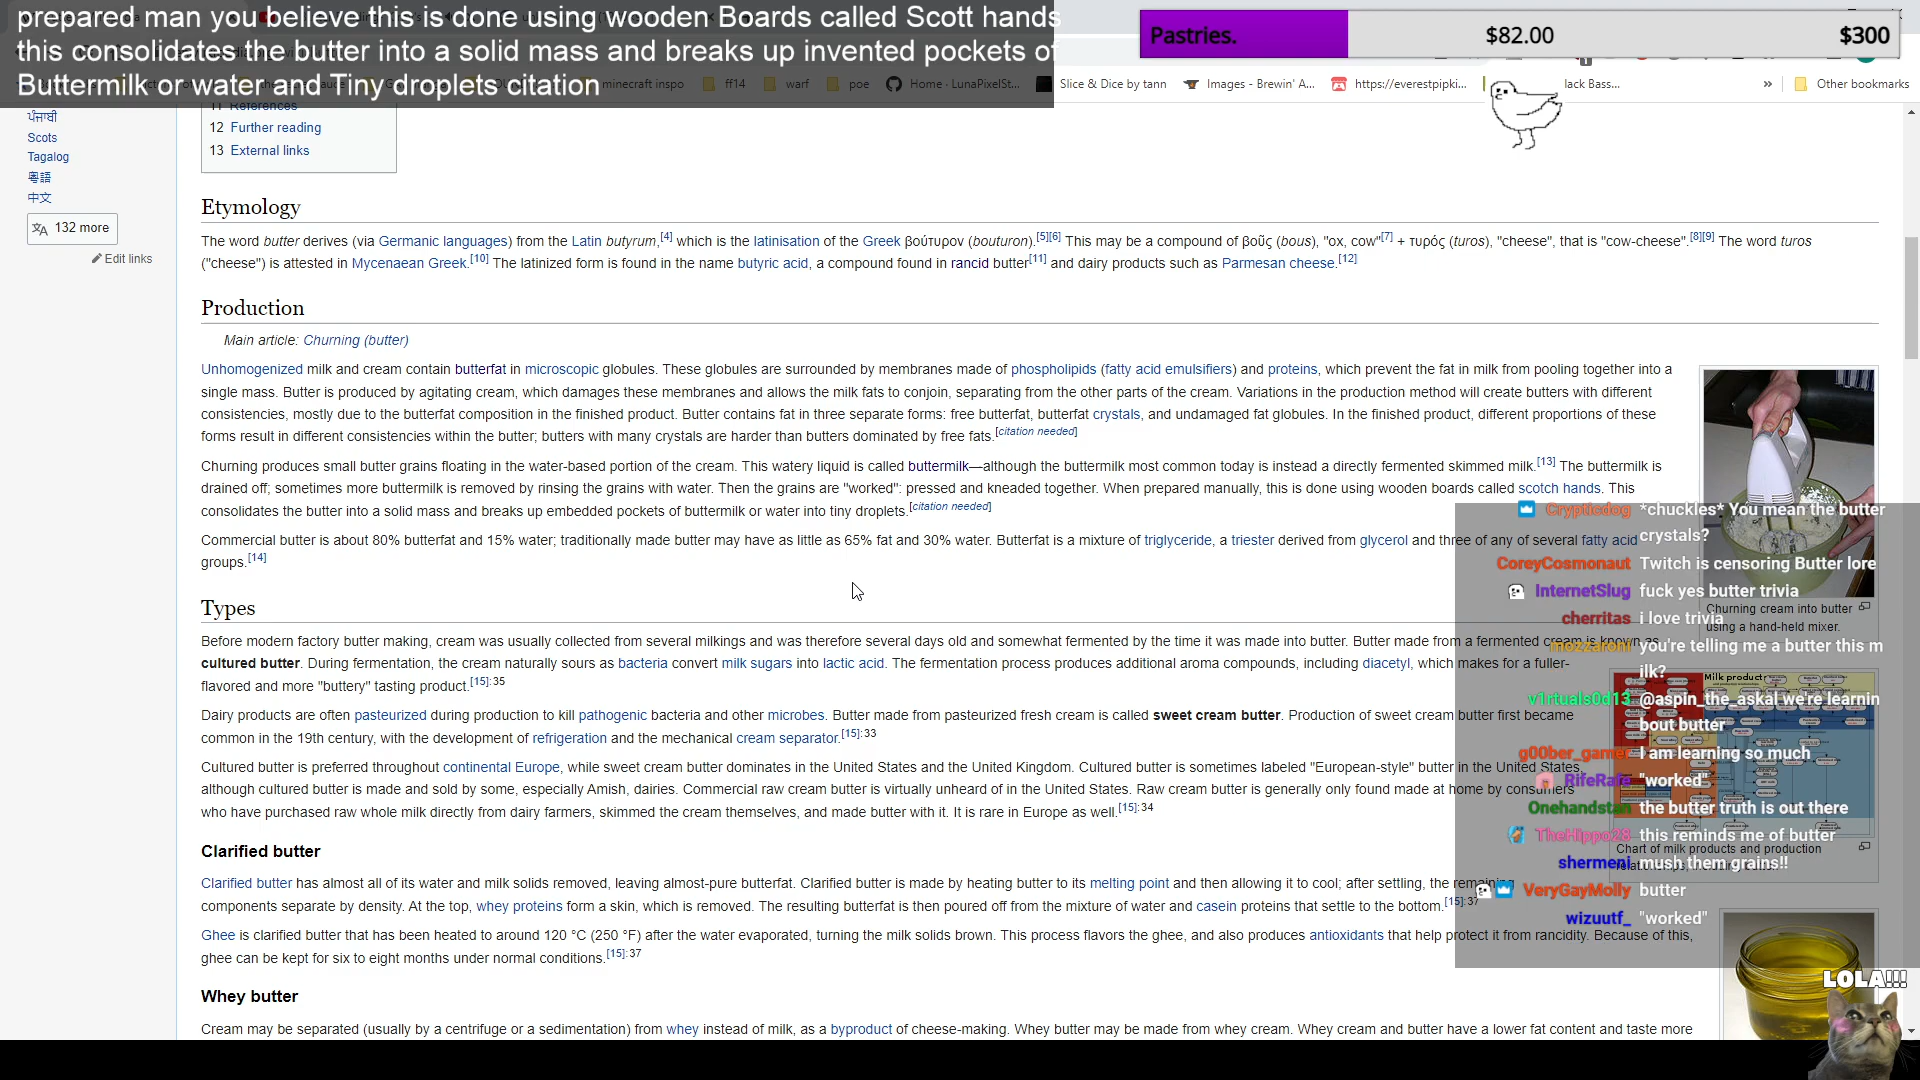 prepared man you believe this is done using wooden Boards called Scott hands
this consolidates the butter into a solid mass and breaks up invented pockets of
Buttermilk or water and Tiny droplets citation
Pastries.
$82.00
$300
minecraft inspo
ff14
warf
poe
Home · LunaPixelSt...
Slice & Dice by tann
Images - Brewin' A...
https://everestpipki...
lack Bass...
»
Other bookmarks
ਪੰਜਾਬੀ
Scots
Tagalog
粵語
中文
132 more
Edit links
11 References
12 Further reading
13 External links
Etymology
The word butter derives (via Germanic languages) from the Latin butyrum,[4] which is the latinisation of the Greek βούτυρον (bouturon).[5][6] This may be a compound of βοῦς (bous), "ox, cow"[7] + τυρός (turos), "cheese", that is "cow-cheese".[8][9] The word turos
("cheese") is attested in Mycenaean Greek.[10] The latinized form is found in the name butyric acid, a compound found in rancid butter[11] and dairy products such as Parmesan cheese.[12]
Production
Main article: Churning (butter)
Unhomogenized milk and cream contain butterfat in microscopic globules. These globules are surrounded by membranes made of phospholipids (fatty acid emulsifiers) and proteins, which prevent the fat in milk from pooling together into a
single mass. Butter is produced by agitating cream, which damages these membranes and allows the milk fats to conjoin, separating from the other parts of the cream. Variations in the production method will create butters with different
consistencies, mostly due to the butterfat composition in the finished product. Butter contains fat in three separate forms: free butterfat, butterfat crystals, and undamaged fat globules. In the finished product, different proportions of these
forms result in different consistencies within the butter; butters with many crystals are harder than butters dominated by free fats.[citation needed]
Churning produces small butter grains floating in the water-based portion of the cream. This watery liquid is called buttermilk—although the buttermilk most common today is instead a directly fermented skimmed milk.[13] The buttermilk is
drained off; sometimes more buttermilk is removed by rinsing the grains with water. Then the grains are "worked": pressed and kneaded together. When prepared manually, this is done using wooden boards called scotch hands. This
consolidates the butter into a solid mass and breaks up embedded pockets of buttermilk or water into tiny droplets.[citation needed]
Commercial butter is about 80% butterfat and 15% water; traditionally made butter may have as little as 65% fat and 30% water. Butterfat is a mixture of triglyceride, a triester derived from glycerol and three of any of several fatty acid
groups.[14]
Types
Before modern factory butter making, cream was usually collected from several milkings and was therefore several days old and somewhat fermented by the time it was made into butter. Butter made from a fermented cream is known as
cultured butter. During fermentation, the cream naturally sours as bacteria convert milk sugars into lactic acid. The fermentation process produces additional aroma compounds, including diacetyl, which makes for a fuller-
flavored and more "buttery" tasting product.[15]:35
Dairy products are often pasteurized during production to kill pathogenic bacteria and other microbes. Butter made from pasteurized fresh cream is called sweet cream butter. Production of sweet cream butter first became
common in the 19th century, with the development of refrigeration and the mechanical cream separator.[15]:33
Cultured butter is preferred throughout continental Europe, while sweet cream butter dominates in the United States and the United Kingdom. Cultured butter is sometimes labeled "European-style" butter in the United States,
although cultured butter is made and sold by some, especially Amish, dairies. Commercial raw cream butter is virtually unheard of in the United States. Raw cream butter is generally only found made at home by consumers
who have purchased raw whole milk directly from dairy farmers, skimmed the cream themselves, and made butter with it. It is rare in Europe as well.[15]:34
Clarified butter
Clarified butter has almost all of its water and milk solids removed, leaving almost-pure butterfat. Clarified butter is made by heating butter to its melting point and then allowing it to cool; after settling, the remaining
components separate by density. At the top, whey proteins form a skin, which is removed. The resulting butterfat is then poured off from the mixture of water and casein proteins that settle to the bottom.[15]:37
Ghee is clarified butter that has been heated to around 120 °C (250 °F) after the water evaporated, turning the milk solids brown. This process flavors the ghee, and also produces antioxidants that help protect it from rancidity. Because of this,
ghee can be kept for six to eight months under normal conditions.[15]:37
Whey butter
Cream may be separated (usually by a centrifuge or a sedimentation) from whey instead of milk, as a byproduct of cheese-making. Whey butter may be made from whey cream. Whey cream and butter have a lower fat content and taste more
Crypticdog *chuckles* You mean the butter
crystals?
CoreyCosmonaut Twitch is censoring Butter lore
InternetSlug fuck yes butter trivia
cherritas i love trivia
mozzaroni you're telling me a butter this m
ilk?
v1rtuals0d13 @aspin_the_askal we're learnin
bout butter
g00ber_gamer I am learning so much
RifeRafe "worked"
Onehandstan the butter truth is out there
TheHippo28 this reminds me of butter
shermeni mush them grains!!
VeryGayMolly butter
wizuutf_ "worked"
Churning cream into butter
using a hand-held mixer.
Milk product
Chart of milk products and production
LOLA!!!